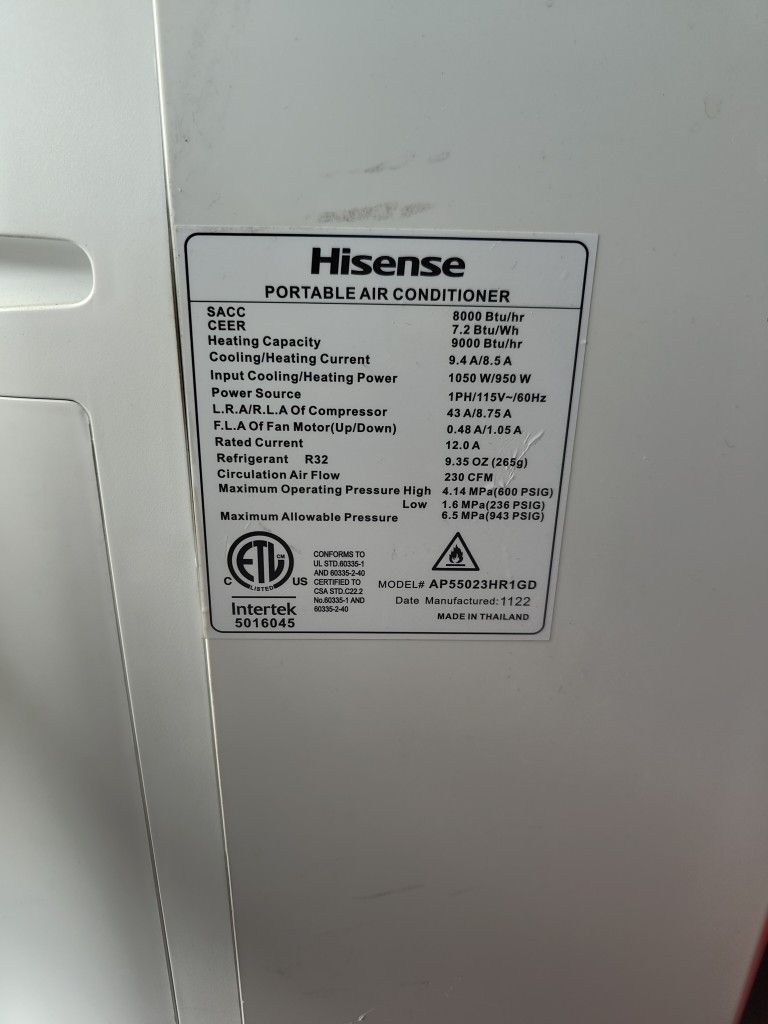 Hisense
PORTABLE AIR CONDITIONER
SACC 8000 Btu/hr
CEER 7.2 Btu/Wh
Heating Capacity 9000 Btu/hr
Cooling/Heating Current 9.4 A/8.5 A
Input Cooling/Heating Power 1050 W/950 W
Power Source 1PH/115V~/60Hz
L.R.A/R.L.A Of Compressor 43 A/8.75 A
F.L.A Of Fan Motor(Up/Down) 0.48 A/1.05 A
Rated Current 12.0 A
Refrigerant R32 9.35 OZ (265g)
Circulation Air Flow 230 CFM
Maximum Operating Pressure High 4.14 MPa(600 PSIG)
Low 1.6 MPa(236 PSIG)
Maximum Allowable Pressure 6.5 MPa(943 PSIG)
ETL CM
LISTED
C US
Intertek
5016045
CONFORMS TO
UL STD.60335-1
AND 60335-2-40
CERTIFIED TO
CSA STD.C22.2
No.60335-1 AND
60335-2-40
MODEL# AP55023HR1GD
Date Manufactured:1122
MADE IN THAILAND